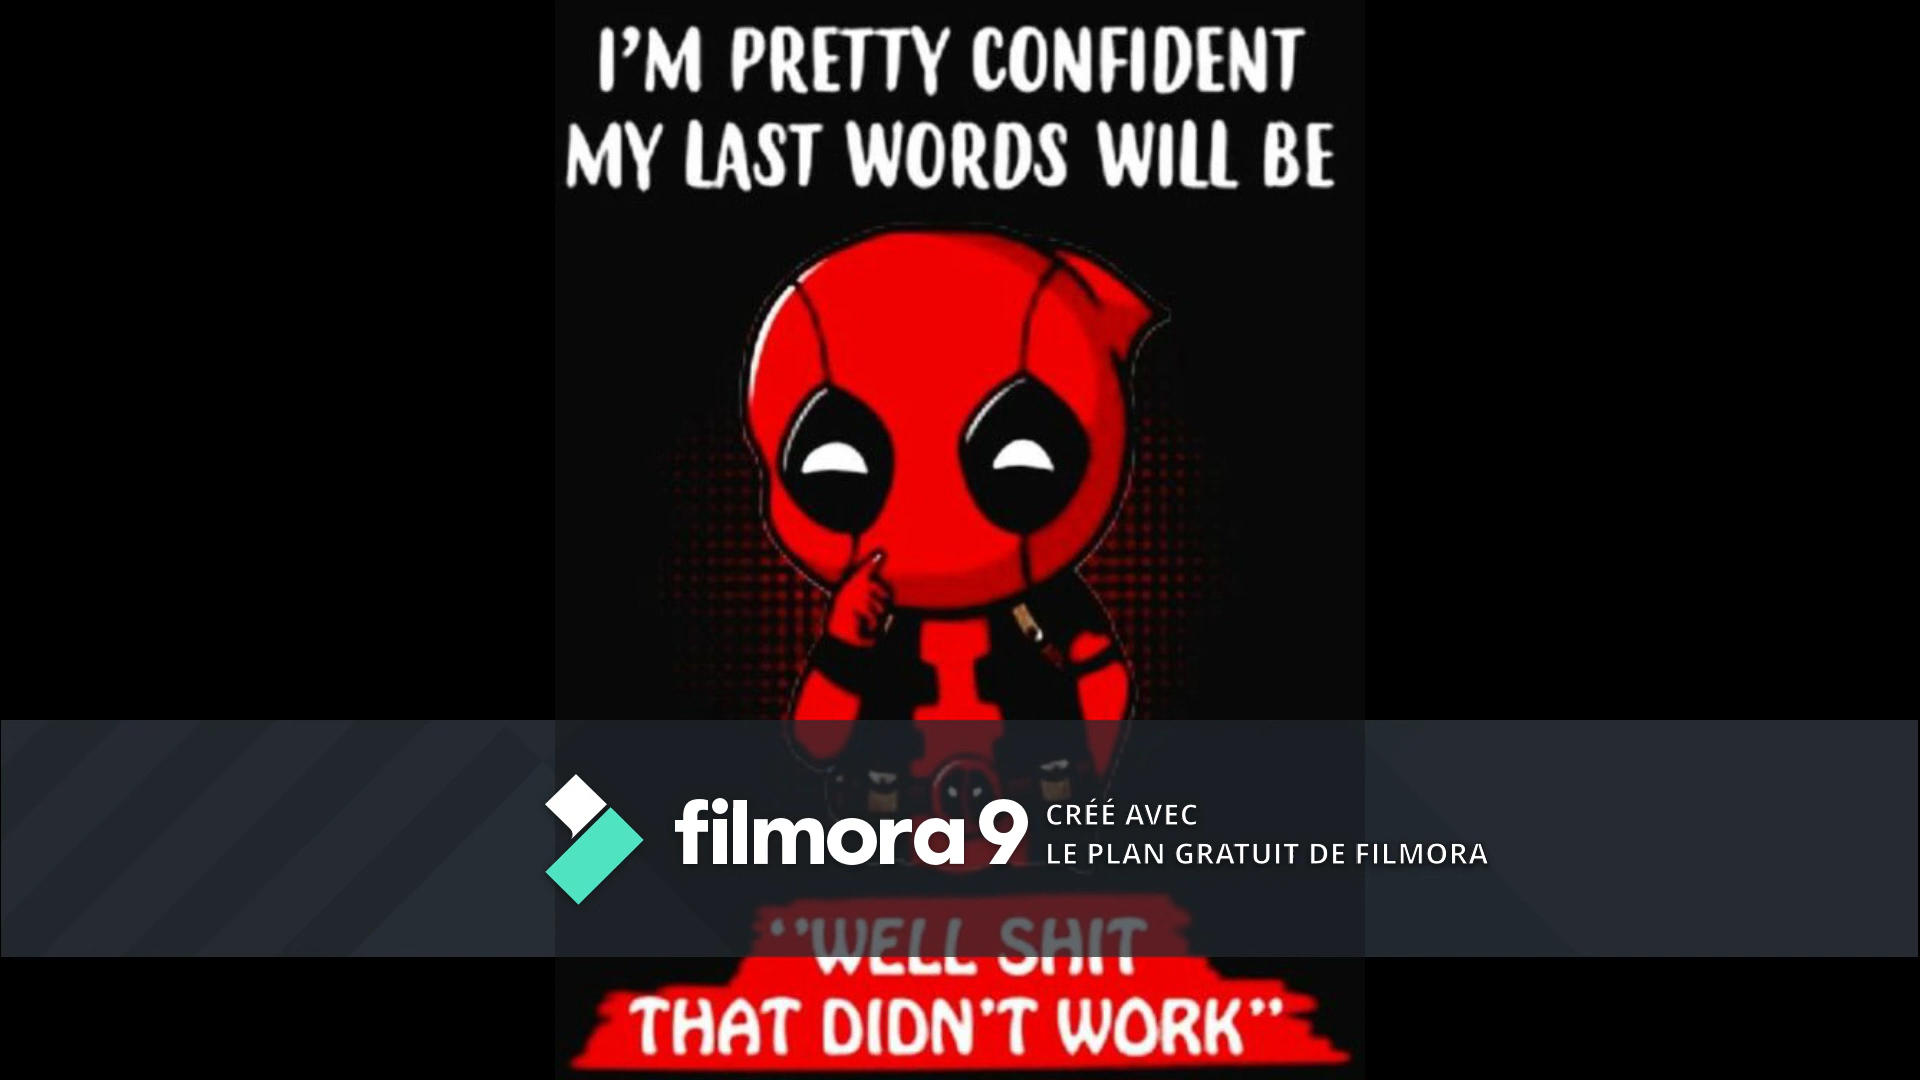 I'M PRETTY CONFIDENT
MY LAST WORDS WILL BE
filmora9 CRÉÉ AVEC
LE PLAN GRATUIT DE FILMORA
‘’WELL SHIT
THAT DIDN'T WORK”